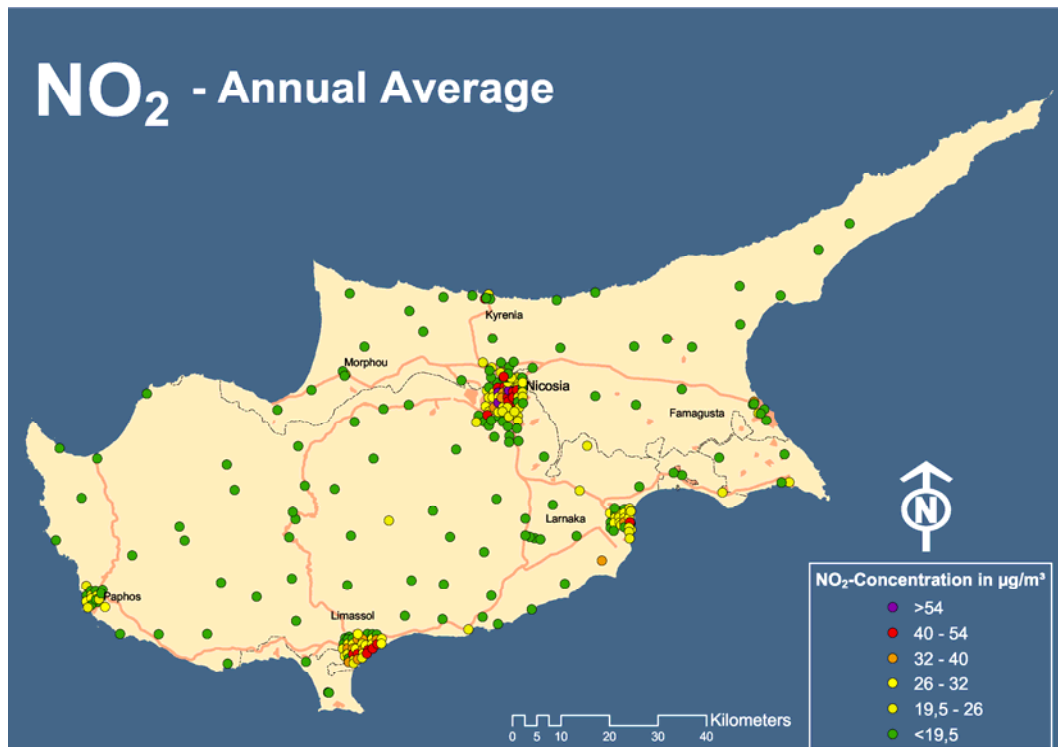 NO₂ - Annual Average
Kyrenia
Morphou
Nicosia
Famagusta
Larnaka
Paphos
Limassol
N
NO₂-Concentration in µg/m³
>54
40 - 54
32 - 40
26 - 32
19,5 - 26
<19,5
Kilometers
0 5 10 20 30 40